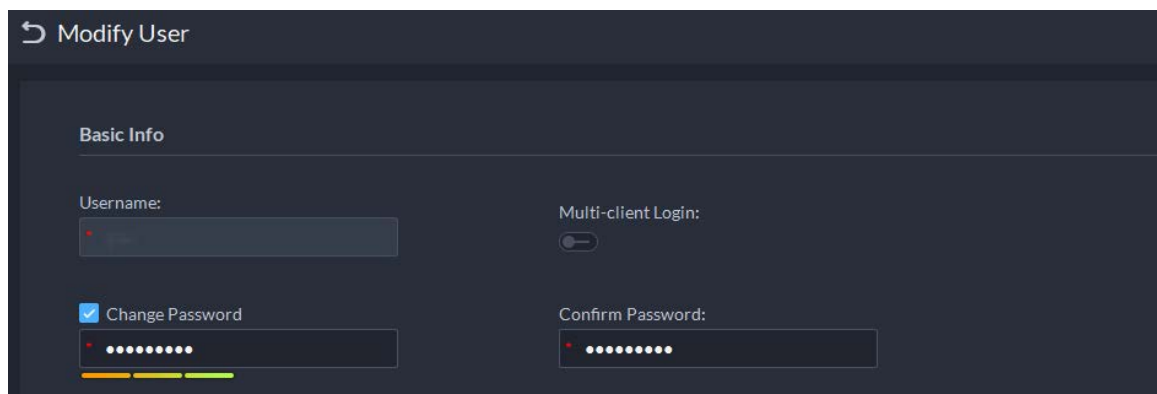 Modify User
Basic Info
Username:
Multi-client Login:
*
Change Password
Confirm Password:
* •••••••••
* •••••••••